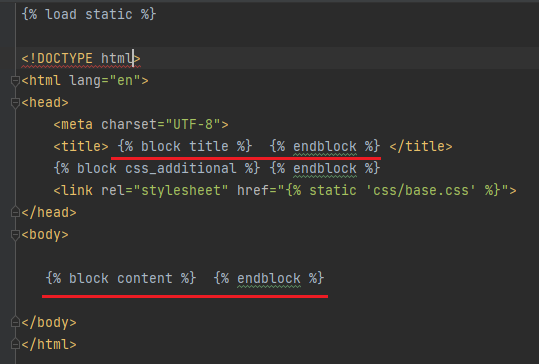 {% load static %}
<!DOCTYPE html>
<html lang="en">
<head>
<meta charset="UTF-8">
<title> {% block title %}  {% endblock %} </title>
{% block css_additional %} {% endblock %}
<link rel="stylesheet" href="{% static 'css/base.css' %}">
</head>
<body>
{% block content %}  {% endblock %}
</body>
</html>